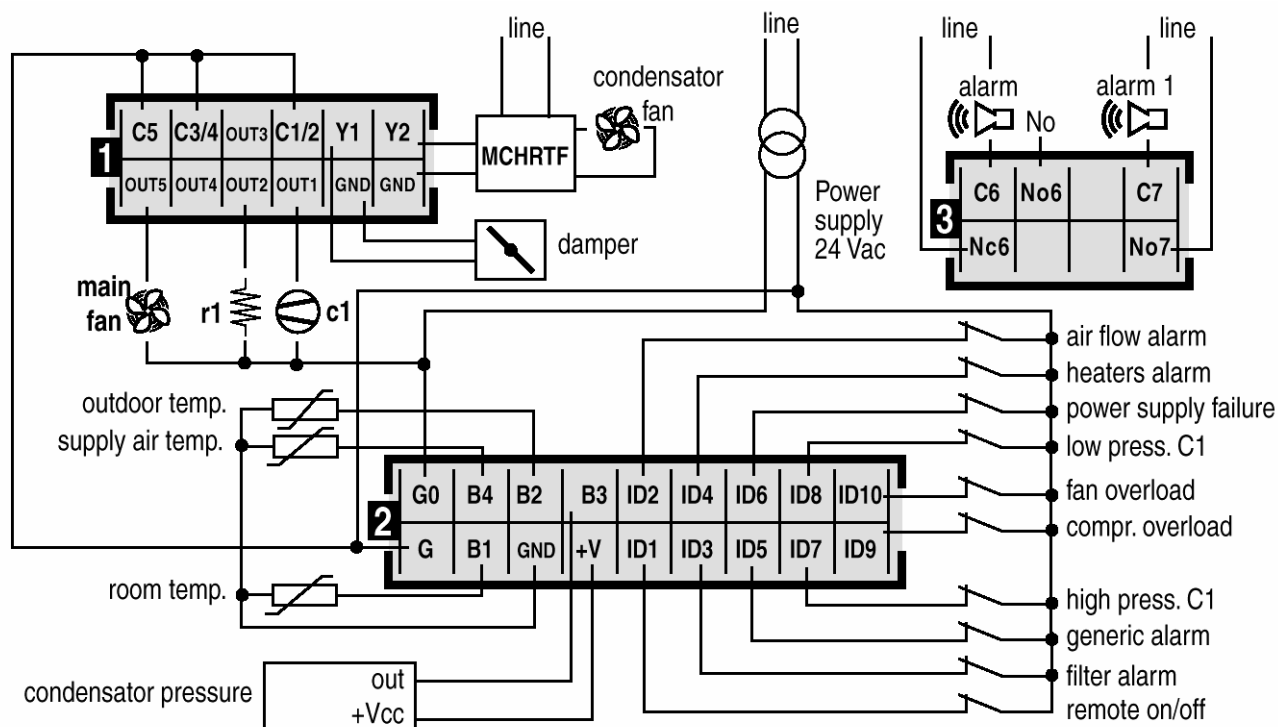 line
line
line
line
condensator
fan
alarm
No
alarm 1
C5 C3/4 OUT3 C1/2 Y1 Y2
1
OUT5 OUT4 OUT2 OUT1 GND GND
MCHRTF
Power
supply
24 Vac
C6 No6 C7
3
Nc6 No7
damper
main
fan
r1
c1
air flow alarm
heaters alarm
power supply failure
low press. C1
fan overload
compr. overload
outdoor temp.
supply air temp.
G0 B4 B2 B3 ID2 ID4 ID6 ID8 ID10
2
G B1 GND +V ID1 ID3 ID5 ID7 ID9
room temp.
high press. C1
generic alarm
filter alarm
remote on/off
condensator pressure
out
+Vcc